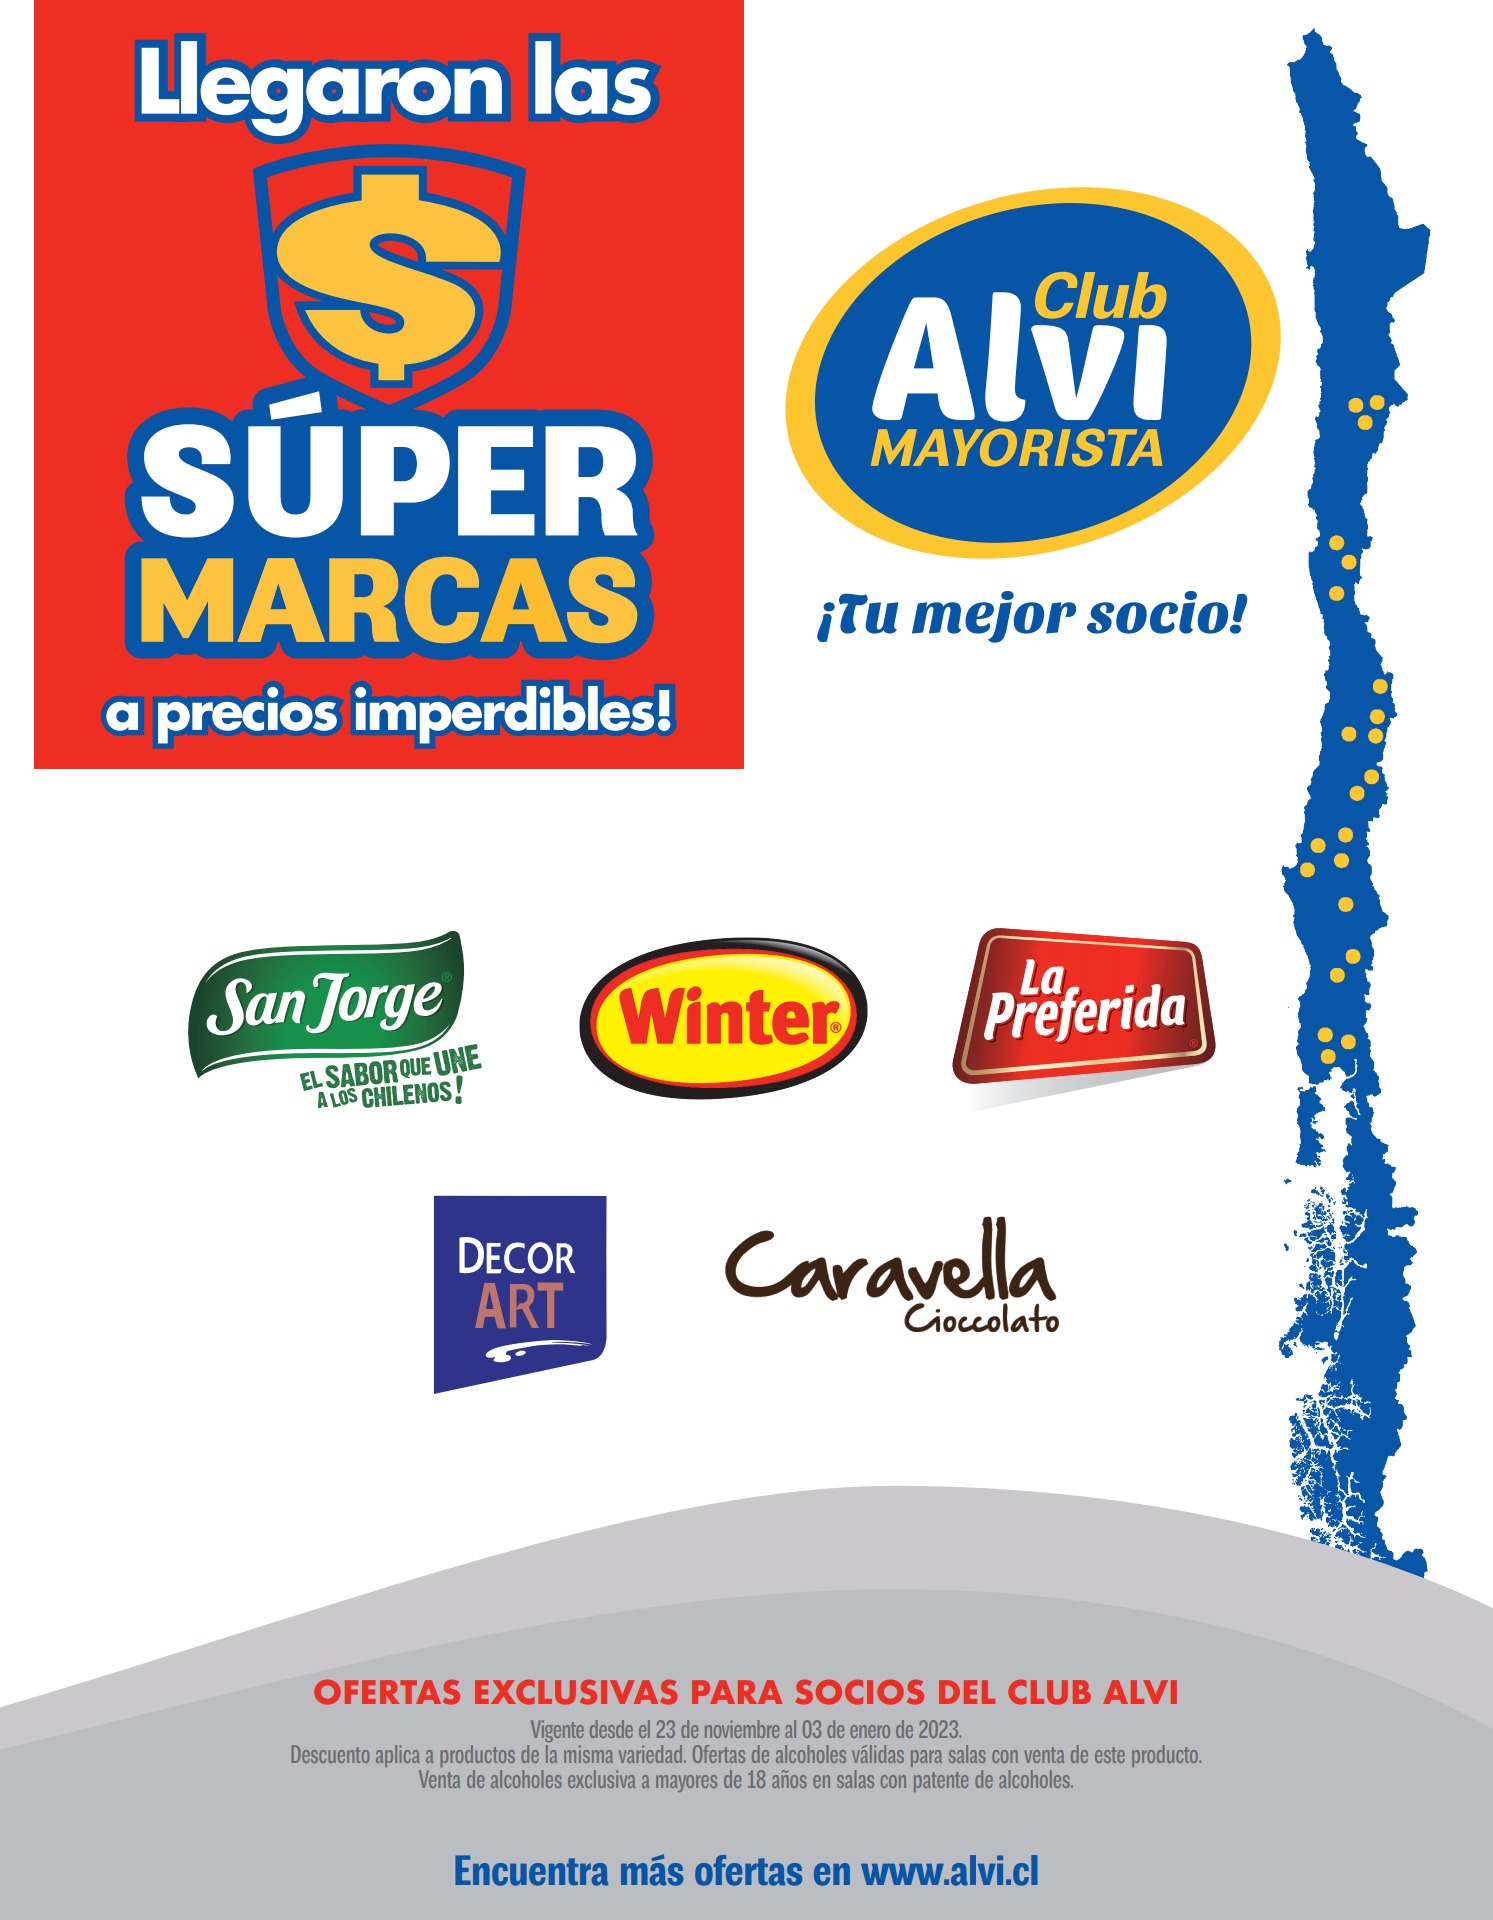 Llegaron las
$
SÚPER
MARCAS
a precios imperdibles!
Club
Alvi
MAYORISTA
¡Tu mejor socio!
San Jorge®
EL SABOR QUE UNE
A LOS CHILENOS!
Winter®
La
Preferida®
DECOR
ART
Caravella
Cioccolato
OFERTAS EXCLUSIVAS PARA SOCIOS DEL CLUB ALVI
Vigente desde el 23 de noviembre al 03 de enero de 2023.
Descuento aplica a productos de la misma variedad. Ofertas de alcoholes válidas para salas con venta de este producto.
Venta de alcoholes exclusiva a mayores de 18 años en salas con patente de alcoholes.
Encuentra más ofertas en www.alvi.cl